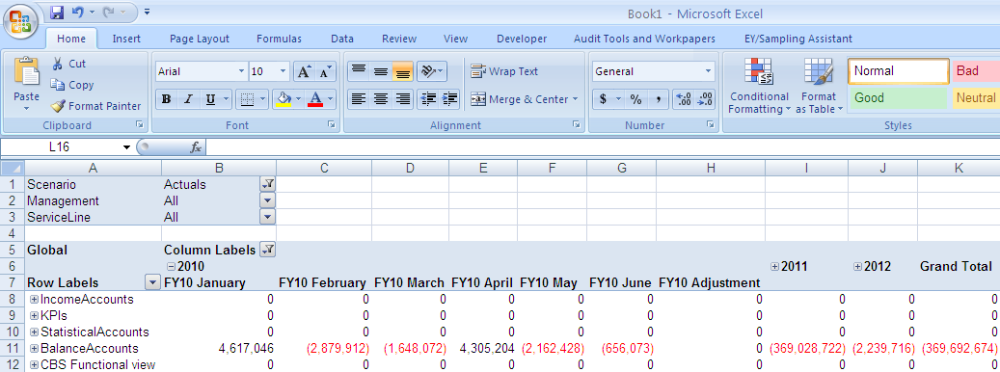 Book1 - Microsoft Excel
Home Insert Page Layout Formulas Data Review View Developer Audit Tools and Workpapers EY/Sampling Assistant
Paste Cut Copy Format Painter
Arial 10 A A
B I U A
Wrap Text
Merge & Center
General
$ % , .00 .00
Conditional Formatting Format as Table
Normal Bad
Good Neutral
Clipboard Font Alignment Number Styles
L16 fx
A B C D E F G H I J K
1 Scenario Actuals
2 Management All
3 ServiceLine All
4
5 Global Column Labels
6 2010 2011 2012 Grand Total
7 Row Labels FY10 January FY10 February FY10 March FY10 April FY10 May FY10 June FY10 Adjustment
8 IncomeAccounts 0 0 0 0 0 0 0 0 0 0
9 KPIs 0 0 0 0 0 0 0 0 0 0
10 StatisticalAccounts 0 0 0 0 0 0 0 0 0 0
11 BalanceAccounts 4,617,046 (2,879,912) (1,648,072) 4,305,204 (2,162,428) (656,073) 0 (369,028,722) (2,239,716) (369,692,674)
12 CBS Functional view 0 0 0 0 0 0 0 0 0 0